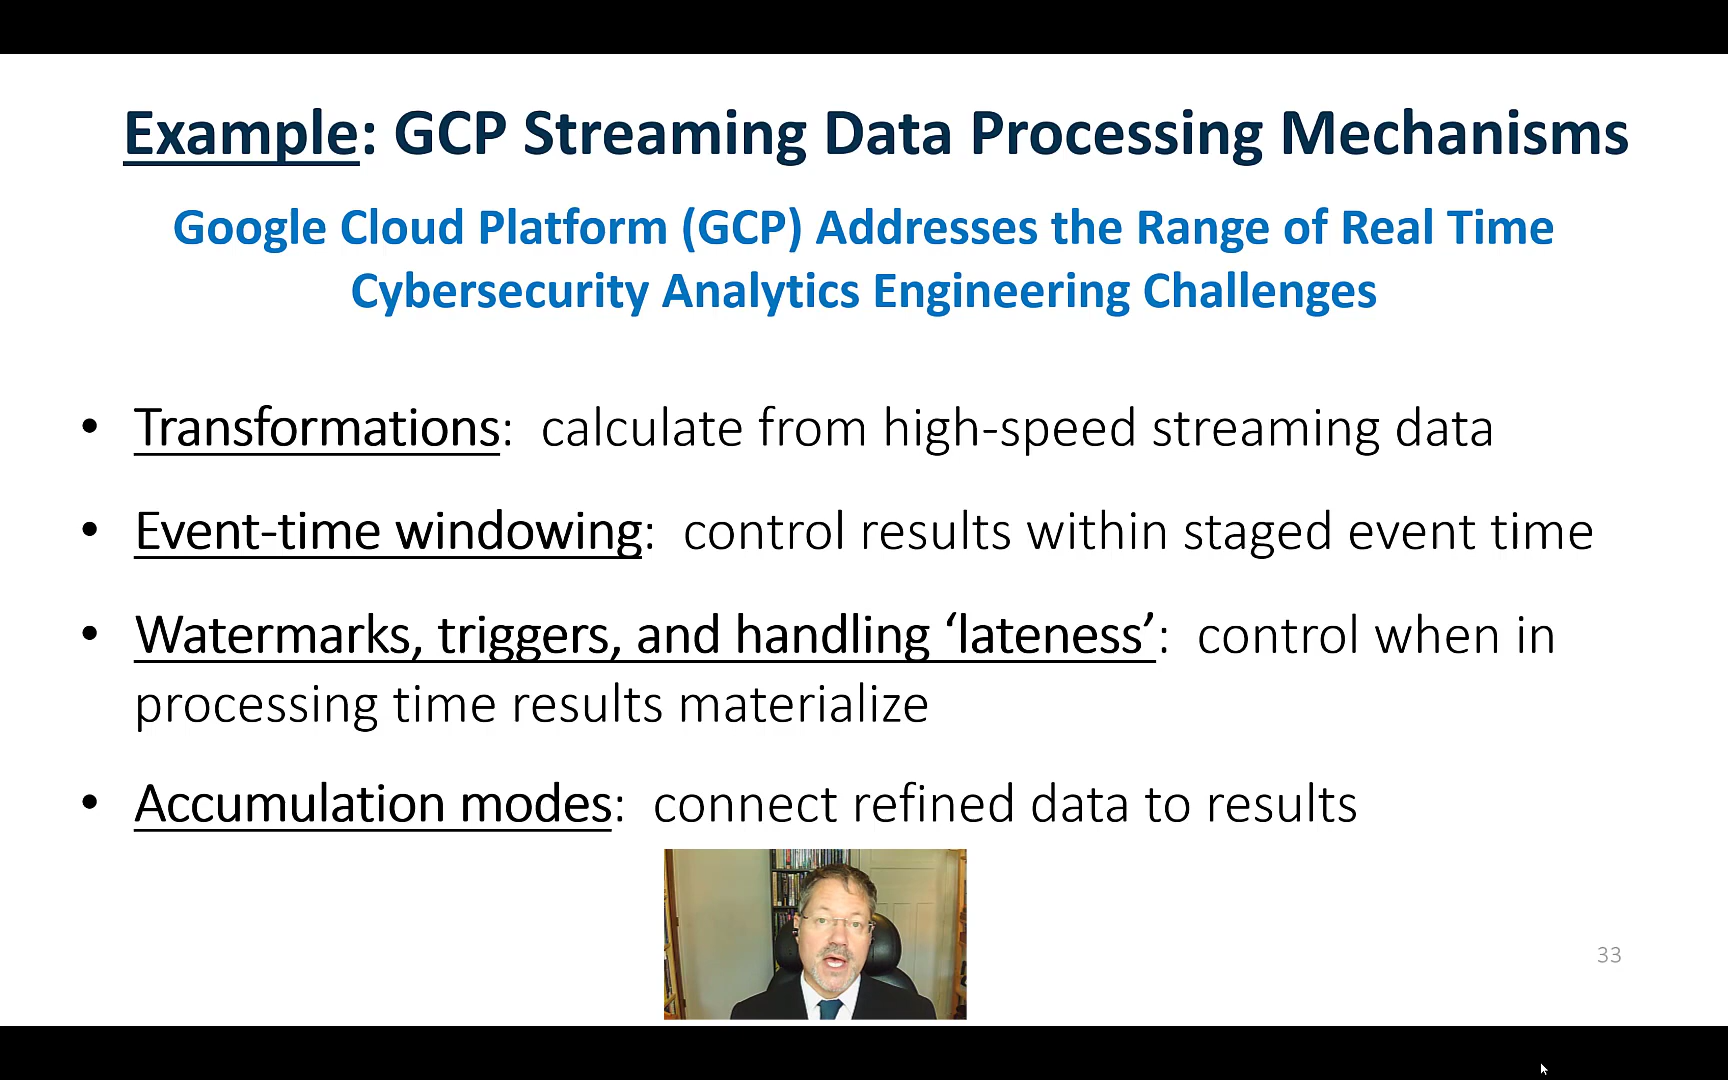 Example: GCP Streaming Data Processing Mechanisms
Google Cloud Platform (GCP) Addresses the Range of Real Time
Cybersecurity Analytics Engineering Challenges
• Transformations: calculate from high-speed streaming data
• Event-time windowing: control results within staged event time
• Watermarks, triggers, and handling ‘lateness’: control when in
processing time results materialize
• Accumulation modes: connect refined data to results
33